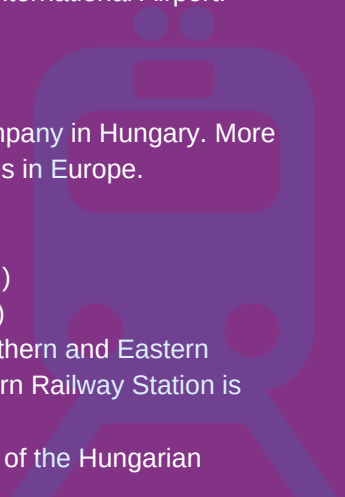 International Airport.
mpany in Hungary. More
s in Europe.
)
)
thern and Eastern
rn Railway Station is
of the Hungarian